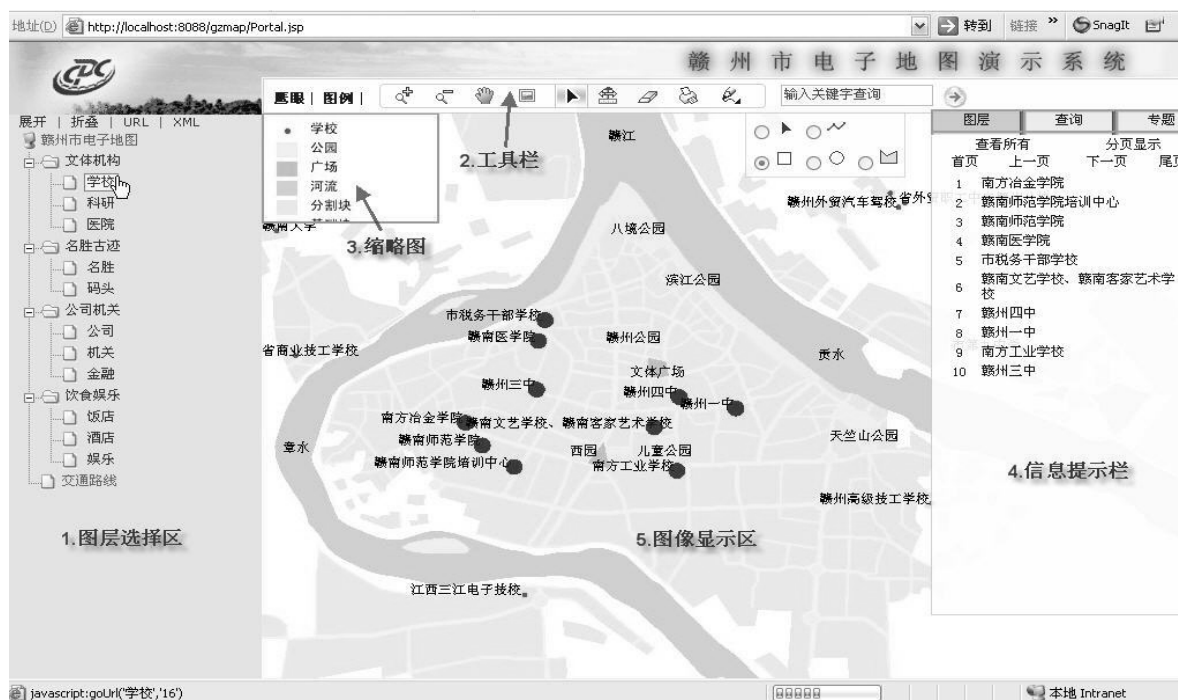 地址(D) http://localhost:8088/gzmap/Portal.jsp 转到 链接 » SnagIt
赣州市电子地图演示系统
CPC
鹰眼 | 图例 |
输入关键字查询
展开 | 折叠 | URL | XML
赣州市电子地图
文体机构
学校
科研
医院
名胜古迹
名胜
码头
公司机关
公司
机关
金融
饮食娱乐
饭店
酒店
娱乐
交通路线
1.图层选择区
学校
公园
广场
河流
分割块
2.工具栏
3.缩略图
赣江
赣州外贸汽车驾校
八境公园
滨江公园
市税务干部学校
赣南医学院
赣州公园
省商业技工学校
贡水
文体广场
赣州三中
赣州四中
赣州一中
南方冶金学院
赣南文艺学校、赣南客家艺术学校
赣南师范学院
天竺山公园
章水
西园
儿童公园
赣南师范学院培训中心
南方工业学校
赣州高级技工学校
5.图像显示区
江西三江电子技校
图层 查询 专题
查看所有 分页显示
首页 上一页 下一页 尾页
1 南方冶金学院
2 赣南师范学院培训中心
3 赣南师范学院
4 赣南医学院
5 市税务干部学校
6 赣南文艺学校、赣南客家艺术学
校
7 赣州四中
8 赣州一中
9 南方工业学校
10 赣州三中
4.信息提示栏
javascript:goUrl('学校','16') 本地 Intranet